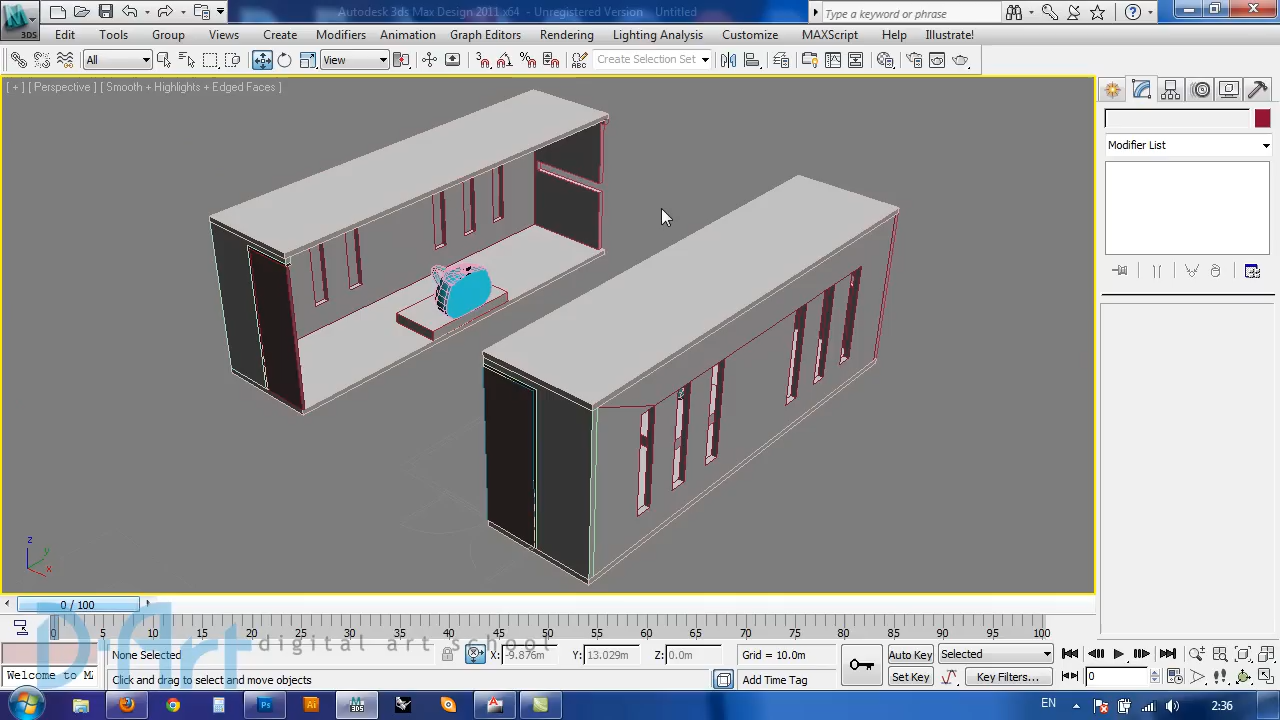 Autodesk 3ds Max Design 2011 x64 - Unregistered Version - Untitled
Type a keyword or phrase
3DS
Edit Tools Group Views Create Modifiers Animation Graph Editors Rendering Lighting Analysis Customize MAXScript Help Illustrate!
All View Create Selection Set
[ + ] [ Perspective ] [ Smooth + Highlights + Edged Faces ]
Modifier List
z
y
x
0 / 100
0 5 10 15 20 25 30 35 40 45 50 55 60 65 70 75 80 85 90 95 100
D-Art digital art school
None Selected X: -9.876m Y: 13.029m Z: 0.0m Grid = 10.0m Auto Key Selected
Welcome to M Click and drag to select and move objects Add Time Tag Set Key Key Filters... 0
EN 2:36